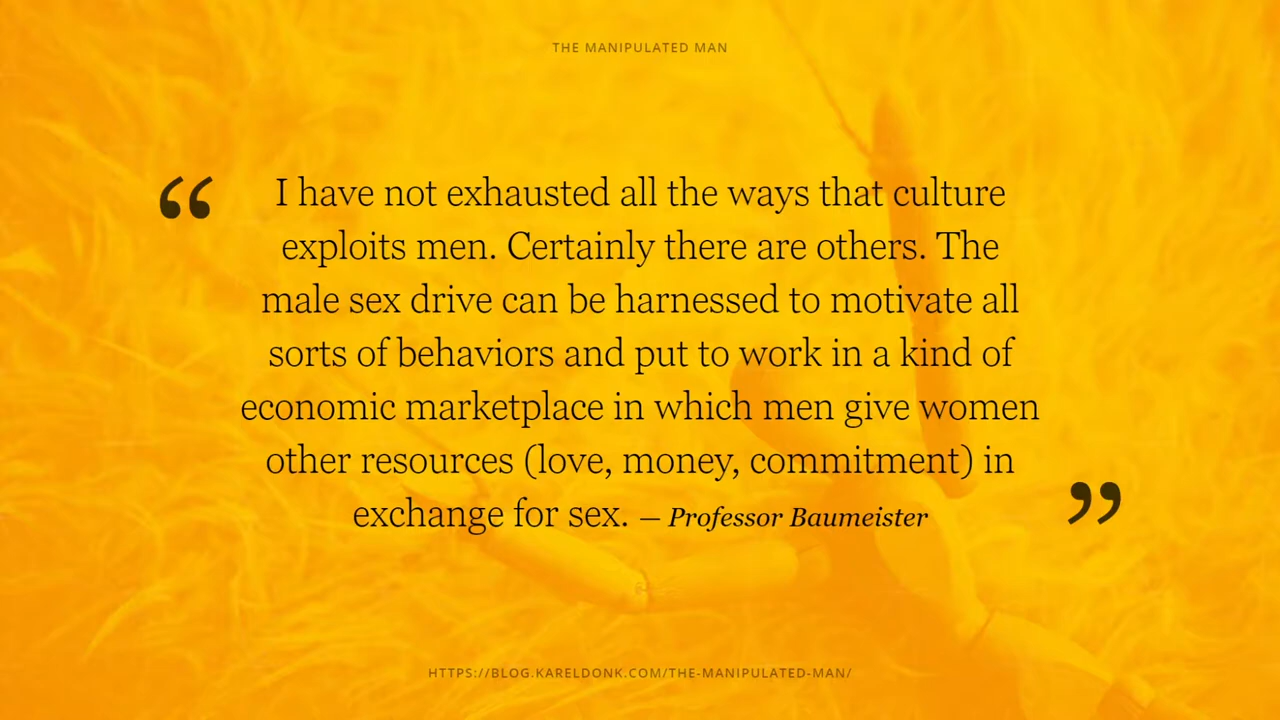 THE MANIPULATED MAN
“ I have not exhausted all the ways that culture
exploits men. Certainly there are others. The
male sex drive can be harnessed to motivate all
sorts of behaviors and put to work in a kind of
economic marketplace in which men give women
other resources (love, money, commitment) in
exchange for sex. — Professor Baumeister ”
HTTPS://BLOG.KARELDONK.COM/THE-MANIPULATED-MAN/